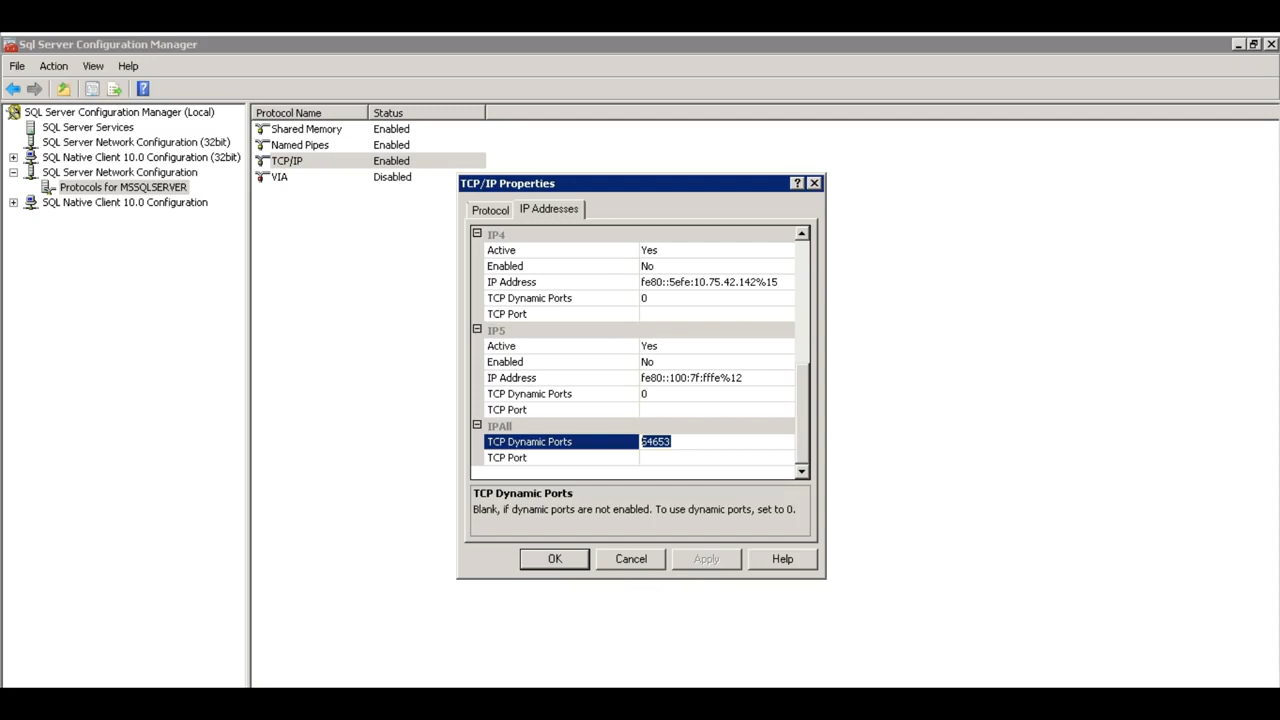 Sql Server Configuration Manager
File Action View Help
SQL Server Configuration Manager (Local)
SQL Server Services
SQL Server Network Configuration (32bit)
SQL Native Client 10.0 Configuration (32bit)
SQL Server Network Configuration
Protocols for MSSQLSERVER
SQL Native Client 10.0 Configuration
Protocol Name Status
Shared Memory Enabled
Named Pipes Enabled
TCP/IP Enabled
VIA Disabled
TCP/IP Properties
Protocol IP Addresses
IP4
Active Yes
Enabled No
IP Address fe80::5efe:10.75.42.142%15
TCP Dynamic Ports 0
TCP Port
IP5
Active Yes
Enabled No
IP Address fe80::100:7f:fffe%12
TCP Dynamic Ports 0
TCP Port
IPAll
TCP Dynamic Ports 54653
TCP Port
TCP Dynamic Ports
Blank, if dynamic ports are not enabled. To use dynamic ports, set to 0.
OK Cancel Apply Help